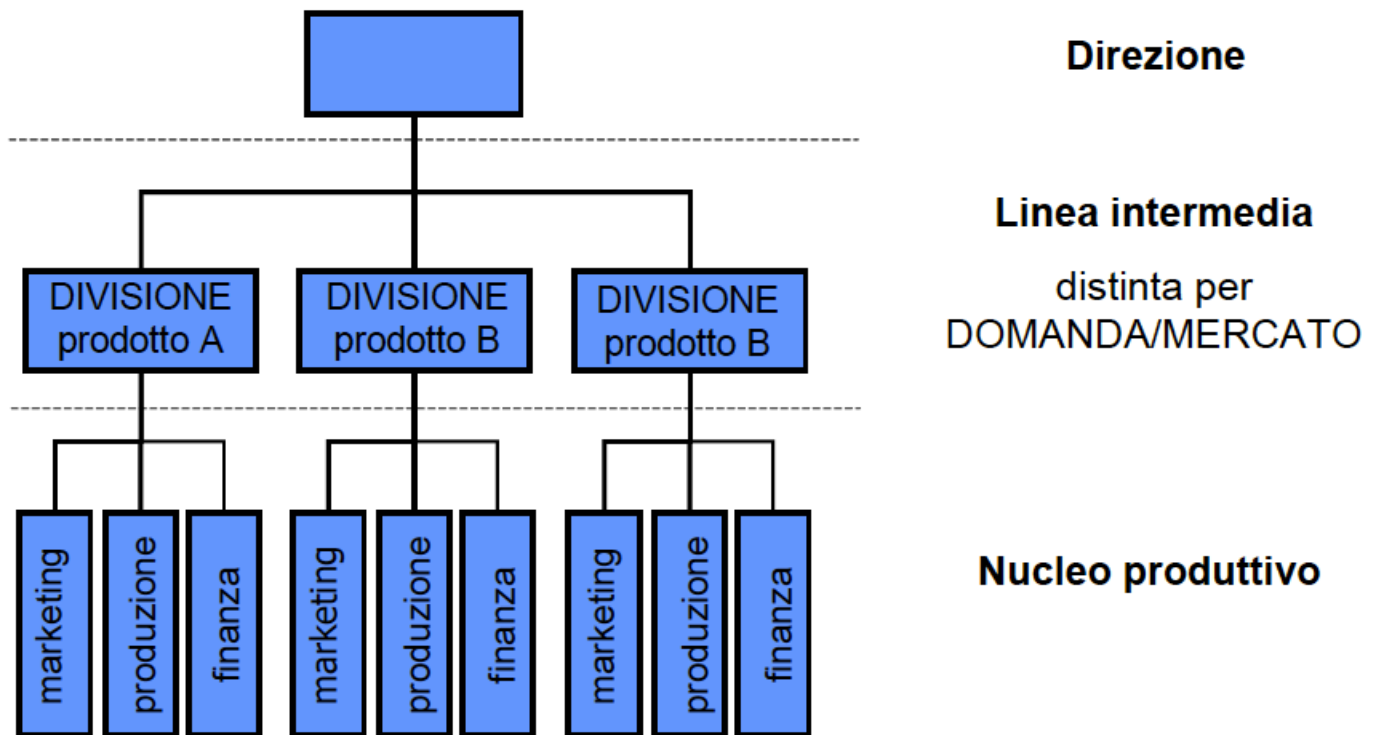 Direzione
Linea intermedia
distinta per
DOMANDA/MERCATO
DIVISIONE
prodotto A
DIVISIONE
prodotto B
DIVISIONE
prodotto B
marketing
produzione
finanza
marketing
produzione
finanza
marketing
produzione
finanza
Nucleo produttivo